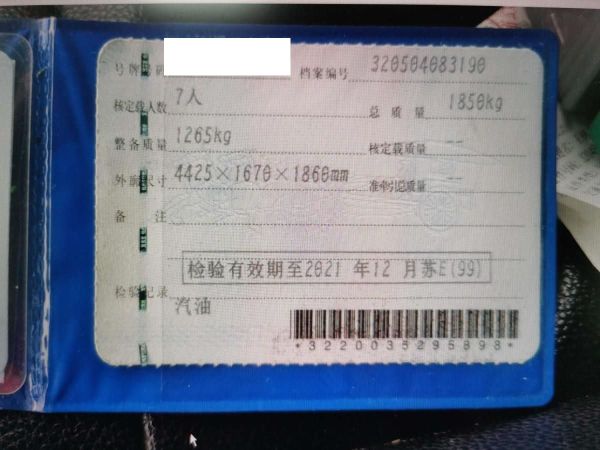 号牌号码
档案编号 320504083190
核定载人数 7人 总质量 1850kg
整备质量 1265kg 核定载质量 --
外廓尺寸 4425×1670×1860mm 准牵引总质量 --
备注
检验有效期至2021 年12 月苏E(99)
检验记录
汽油
*3220035295898*